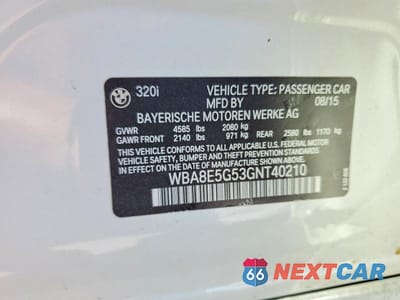 320i VEHICLE TYPE: PASSENGER CAR
MFD BY 08/15
BAYERISCHE MOTOREN WERKE AG
GVWR 4585 lbs 2080 kg
GAWR FRONT 2140 lbs 971 kg REAR 2580 lbs 1170 kg
THIS VEHICLE CONFORMS TO ALL APPLICABLE U.S. FEDERAL MOTOR
VEHICLE SAFETY, BUMPER, AND THEFT PREVENTION STANDARDS IN
EFFECT ON THE DATE OF MANUFACTURE SHOWN ABOVE.
WBA8E5G53GNT40210
66 NEXTCAR